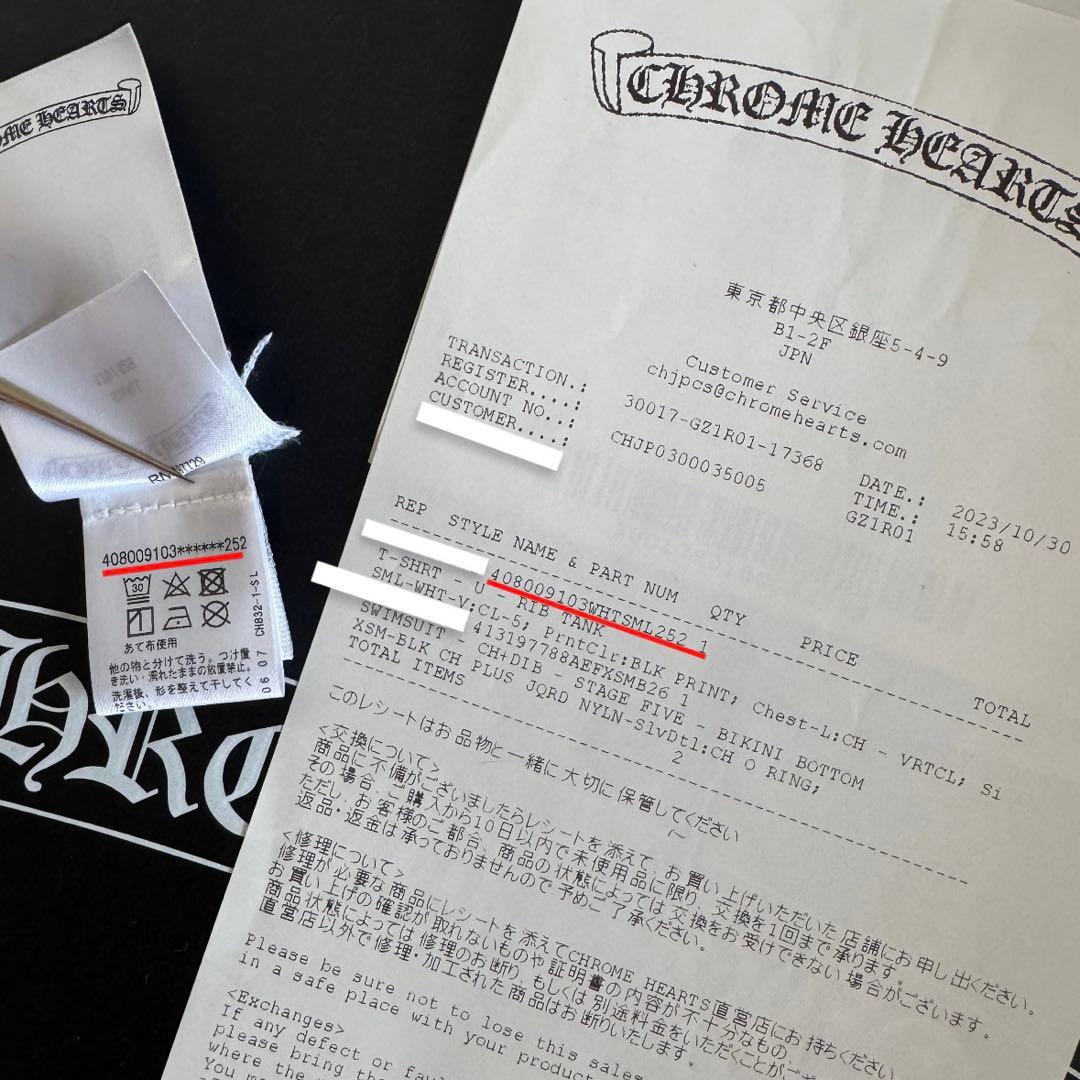 OME HEARTS
408009103******252
30
あて布使用
他の物と分けて洗う。つけ置
き洗い、濡れたままの放置禁止。
洗濯後、形を整えて干してく
ださい。
CH832-1-SL
06 07
CHROME HEARTS
東京都中央区銀座5-4-9
B1-2F
JPN
Customer Service
chjpcs@chromehearts.com
TRANSACTION.: 30017-GZ1R01-17368 DATE.: 2023/10/30
REGISTER....: TIME.: 15:58
ACCOUNT NO..: CHJP0300035005 GZ1R01
CUSTOMER....:
REP STYLE NAME & PART NUM QTY PRICE TOTAL
408009103WHTSML252 1
T-SHRT - U - RIB TANK
SML-WHT-V:CL-5; PrntClr:BLK PRINT; Chest-L:CH - VRTCL; Si
413197788AEFXSMB26 1
SWIMSUIT CH+DIB STAGE FIVE - BIKINI BOTTOM
XSM-BLK CH PLUS JQRD NYLN-SlvDtl:CH O RING;
TOTAL ITEMS 2
このレシートはお品物と一緒に大切に保管してください
<交換について>
商品に不備がございましたらレシートを添えて、お買い上げいただいた店舗にお申し出ください。
その場合、ご購入から10日以内で未使用品に限り、交換を1回まで承ります。
ただし、お客様のご都合、商品の状態によっては交換をお受けできない場合がございます。
返品・返金は承っておりませんので予めご了承ください。
<修理について>
修理が必要な商品にレシートを添えてCHROME HEARTS直営店にお持ちください
お買い上げの確認が取れないものや証明書の内容が不十分なもの、
商品状態によっては修理のお断り、もしくは別途料金をいただくことが
直営店以外で修理・加工された商品はお断りいたします。
Please be sure not to lose this sales
in a safe place with your product
<Exchanges>
If any defect or faul
please bring the
where the
You
HRO